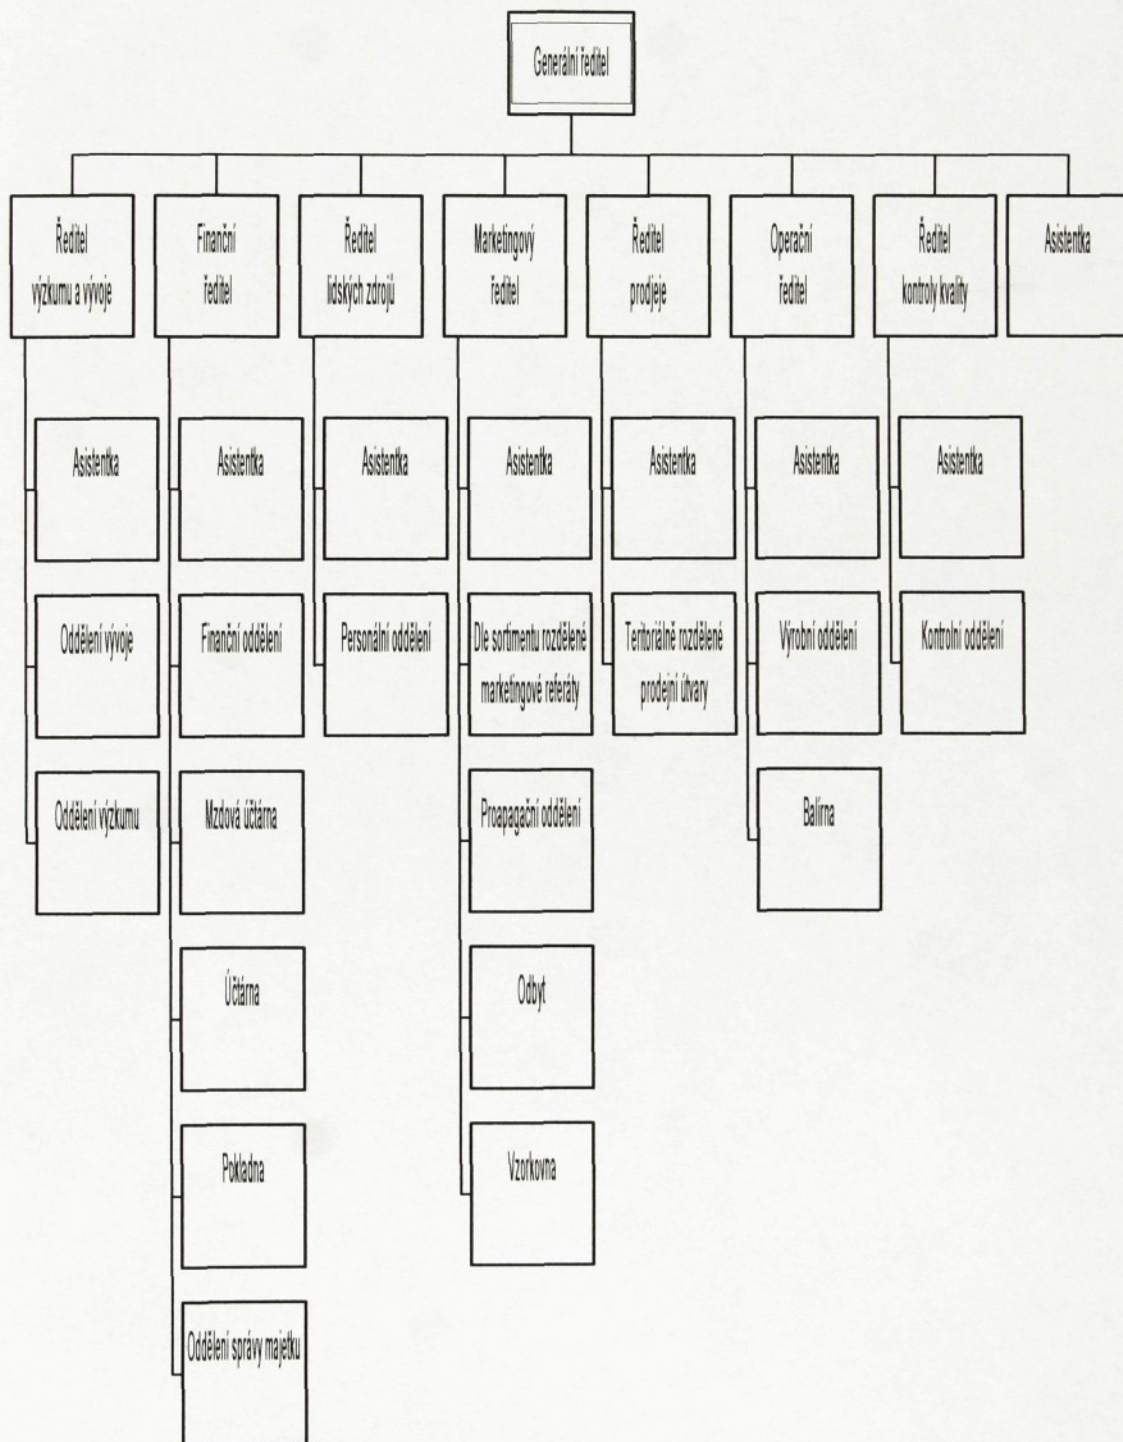 Generální ředitel
Ředitel
výzkumu a vývoje
Finanční
ředitel
Ředitel
lidských zdrojů
Marketingový
ředitel
Ředitel
prodjeje
Operační
ředitel
Ředitel
kontroly kvality
Asistentka
Asistentka
Asistentka
Asistentka
Asistentka
Asistentka
Asistentka
Asistentka
Oddělení vývoje
Finanční oddělení
Personální oddělení
Dle sortimentu rozdělené
marketingové referáty
Teritoriálně rozdělené
prodejní útvary
Výrobní oddělení
Kontrolní oddělení
Oddělení výzkumu
Mzdová účtárna
Proapagační oddělení
Balírna
Účtárna
Odbyt
Pokladna
Vzorkovna
Oddělení správy majetku